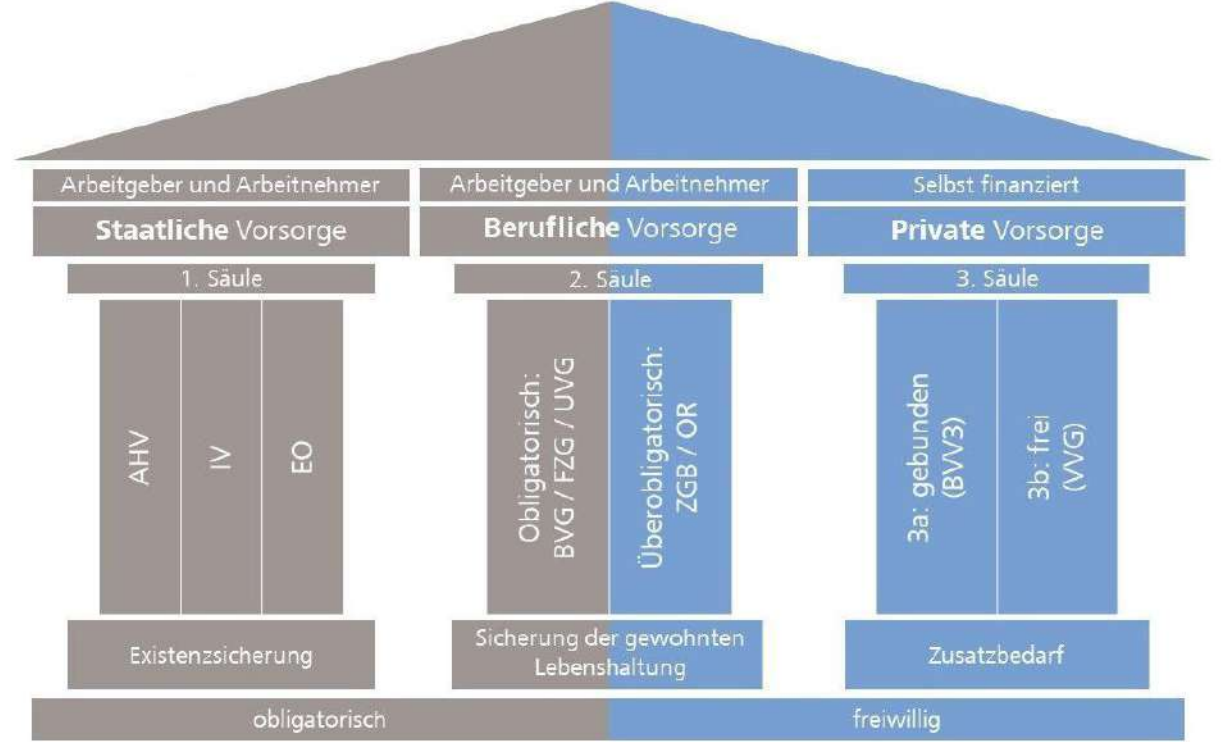 Arbeitgeber und Arbeitnehmer
Staatliche Vorsorge
1. Säule
AHV
IV
EO
Existenzsicherung
Arbeitgeber und Arbeitnehmer
Berufliche Vorsorge
2. Säule
Obligatorisch:
BVG / FZG / UVG
Überobligatorisch:
ZGB / OR
Sicherung der gewohnten
Lebenshaltung
Selbst finanziert
Private Vorsorge
3. Säule
3a: gebunden
(BVV3)
3b: frei
(VVG)
Zusatzbedarf
obligatorisch
freiwillig